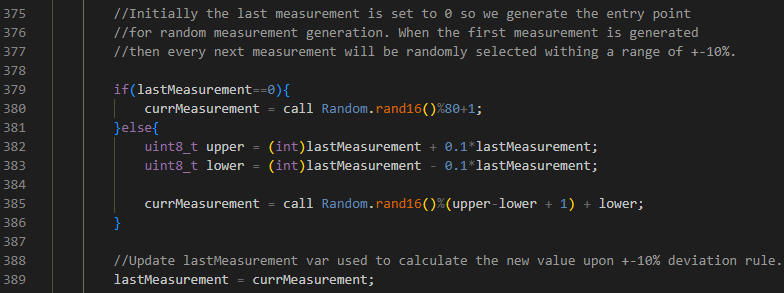 375 //Initially the last measurement is set to 0 so we generate the entry point
376 //for random measurement generation. When the first measurement is generated
377 //then every next measurement will be randomly selected withing a range of +-10%.
378
379 if(lastMeasurement==0){
380 currMeasurement = call Random.rand16()%80+1;
381 }else{
382 uint8_t upper = (int)lastMeasurement + 0.1*lastMeasurement;
383 uint8_t lower = (int)lastMeasurement - 0.1*lastMeasurement;
384
385 currMeasurement = call Random.rand16()%(upper-lower + 1) + lower;
386 }
387
388 //Update lastMeasurement var used to calculate the new value upon +-10% deviation rule.
389 lastMeasurement = currMeasurement;